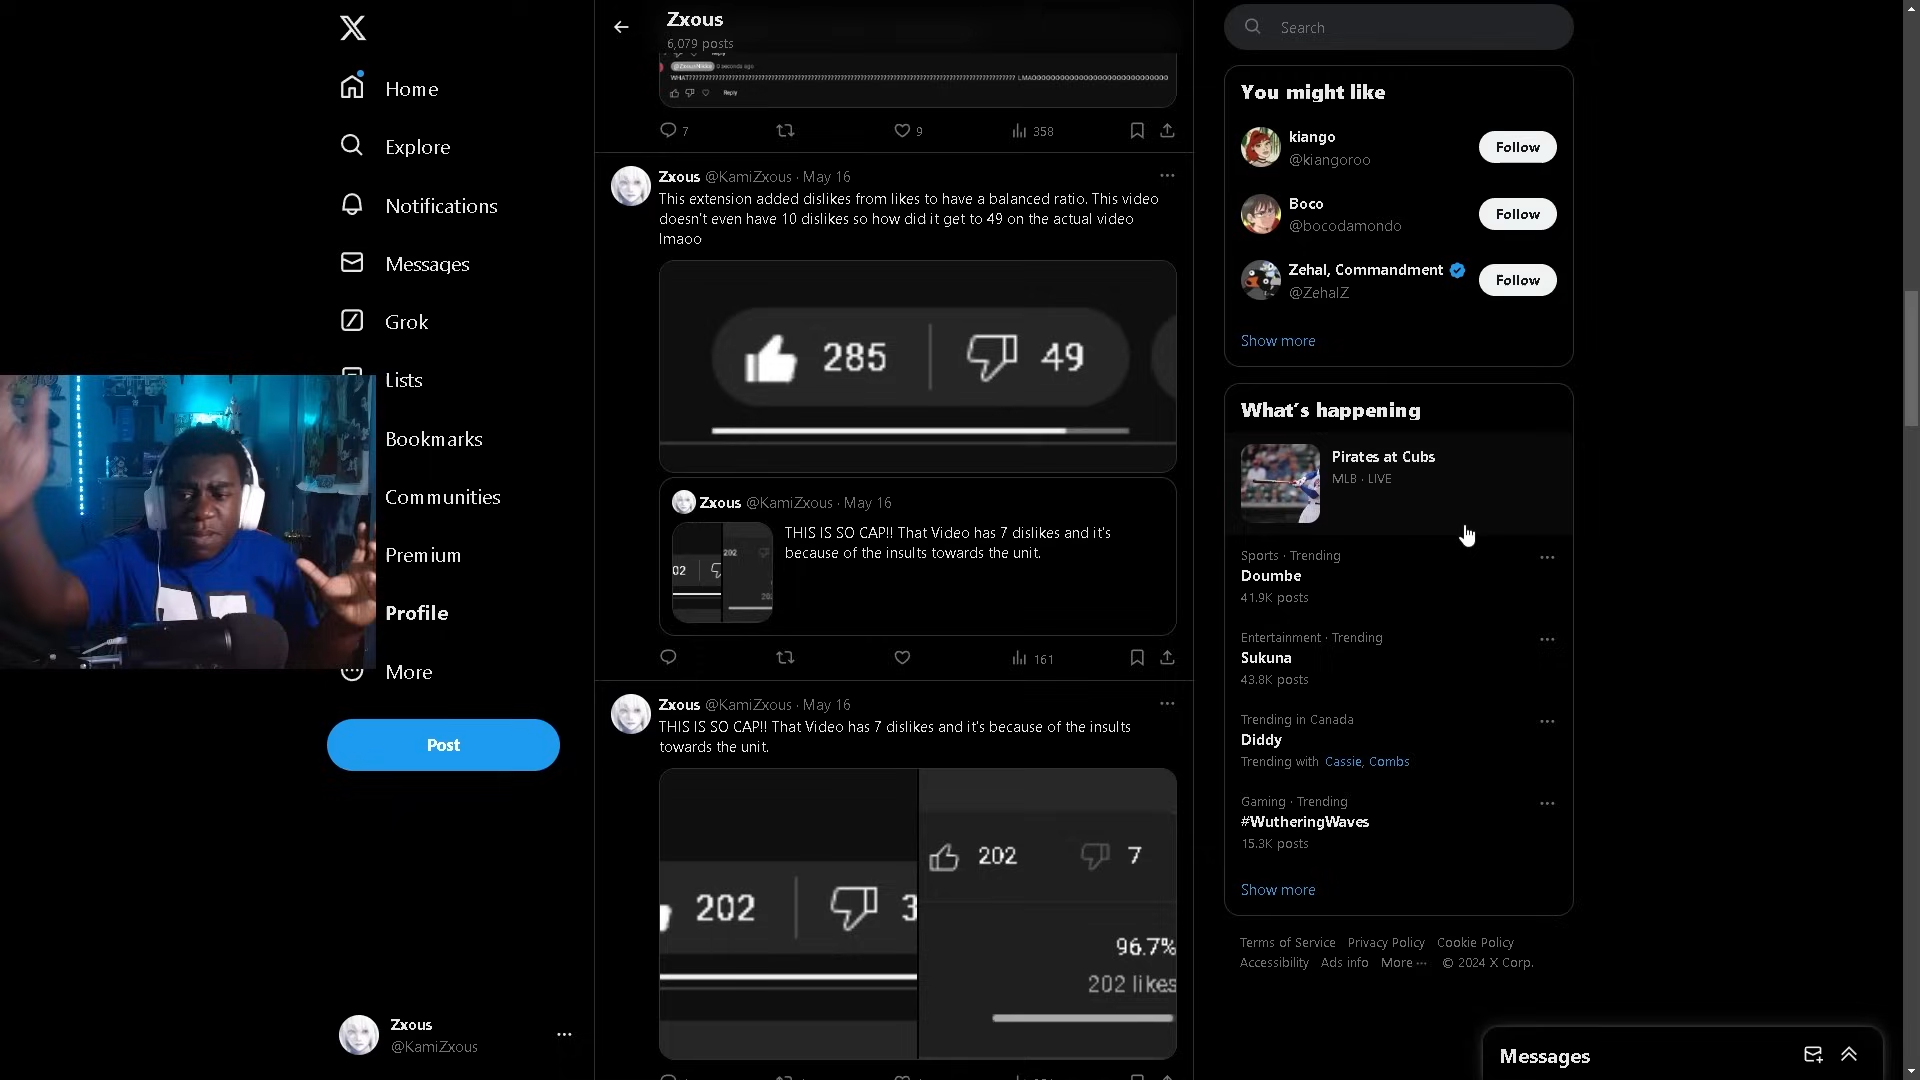 X
Home
Explore
Notifications
Messages
Grok
Lists
Bookmarks
Communities
Premium
Profile
More
Post
Zxous
@KamiZxous
Zxous
6,079 posts
Reply
7
9
358
Zxous @KamiZxous · May 16
This extension added dislikes from likes to have a balanced ratio. This video
doesn't even have 10 dislikes so how did it get to 49 on the actual video
lmaoo
285
49
Zxous @KamiZxous · May 16
THIS IS SO CAP!! That Video has 7 dislikes and it's
because of the insults towards the unit.
161
Zxous @KamiZxous · May 16
THIS IS SO CAP!! That Video has 7 dislikes and it's because of the insults
towards the unit.
202
3
202
7
96.7%
202 likes
Search
You might like
kiango
@kiangoroo
Follow
Boco
@bocodamondo
Follow
Zehal, Commandment
@ZehalZ
Follow
Show more
What's happening
Pirates at Cubs
MLB · LIVE
Sports · Trending
Doumbe
41.9K posts
Entertainment · Trending
Sukuna
43.8K posts
Trending in Canada
Diddy
Trending with Cassie, Combs
Gaming · Trending
#WutheringWaves
15.3K posts
Show more
Terms of Service Privacy Policy Cookie Policy
Accessibility Ads info More ··· © 2024 X Corp.
Messages